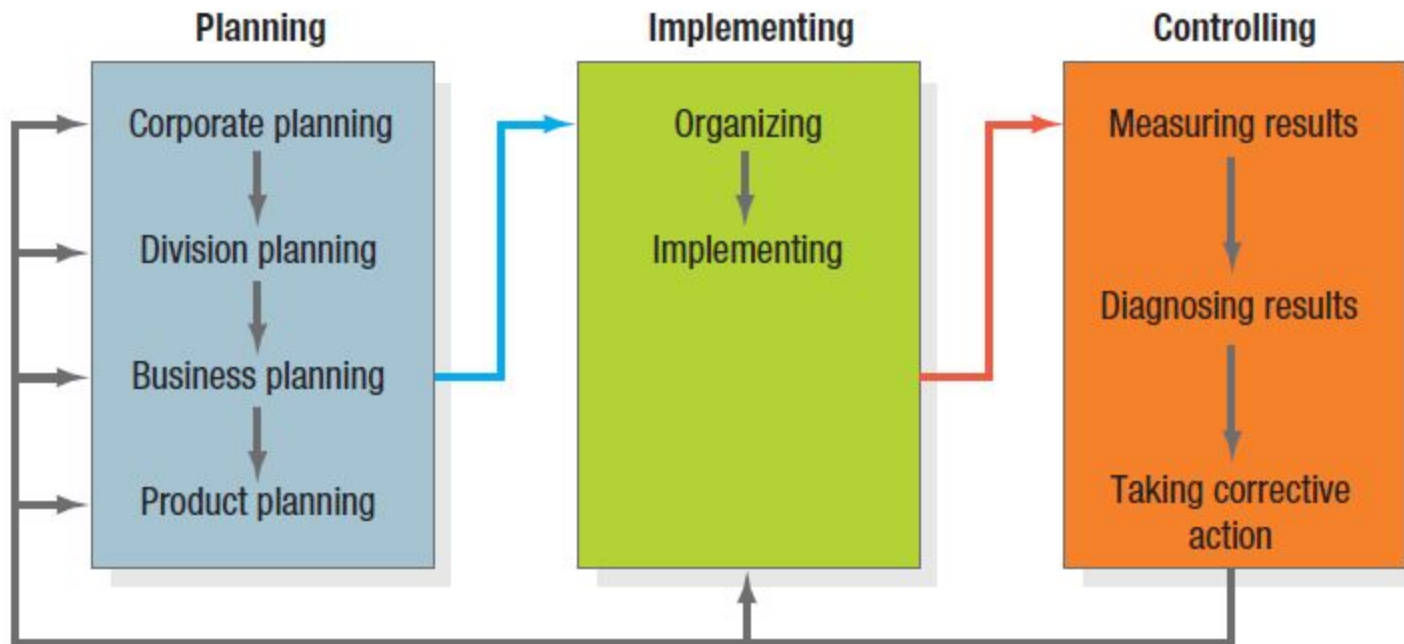 Planning
Corporate planning
Division planning
Business planning
Product planning
Implementing
Organizing
Implementing
Controlling
Measuring results
Diagnosing results
Taking corrective
action